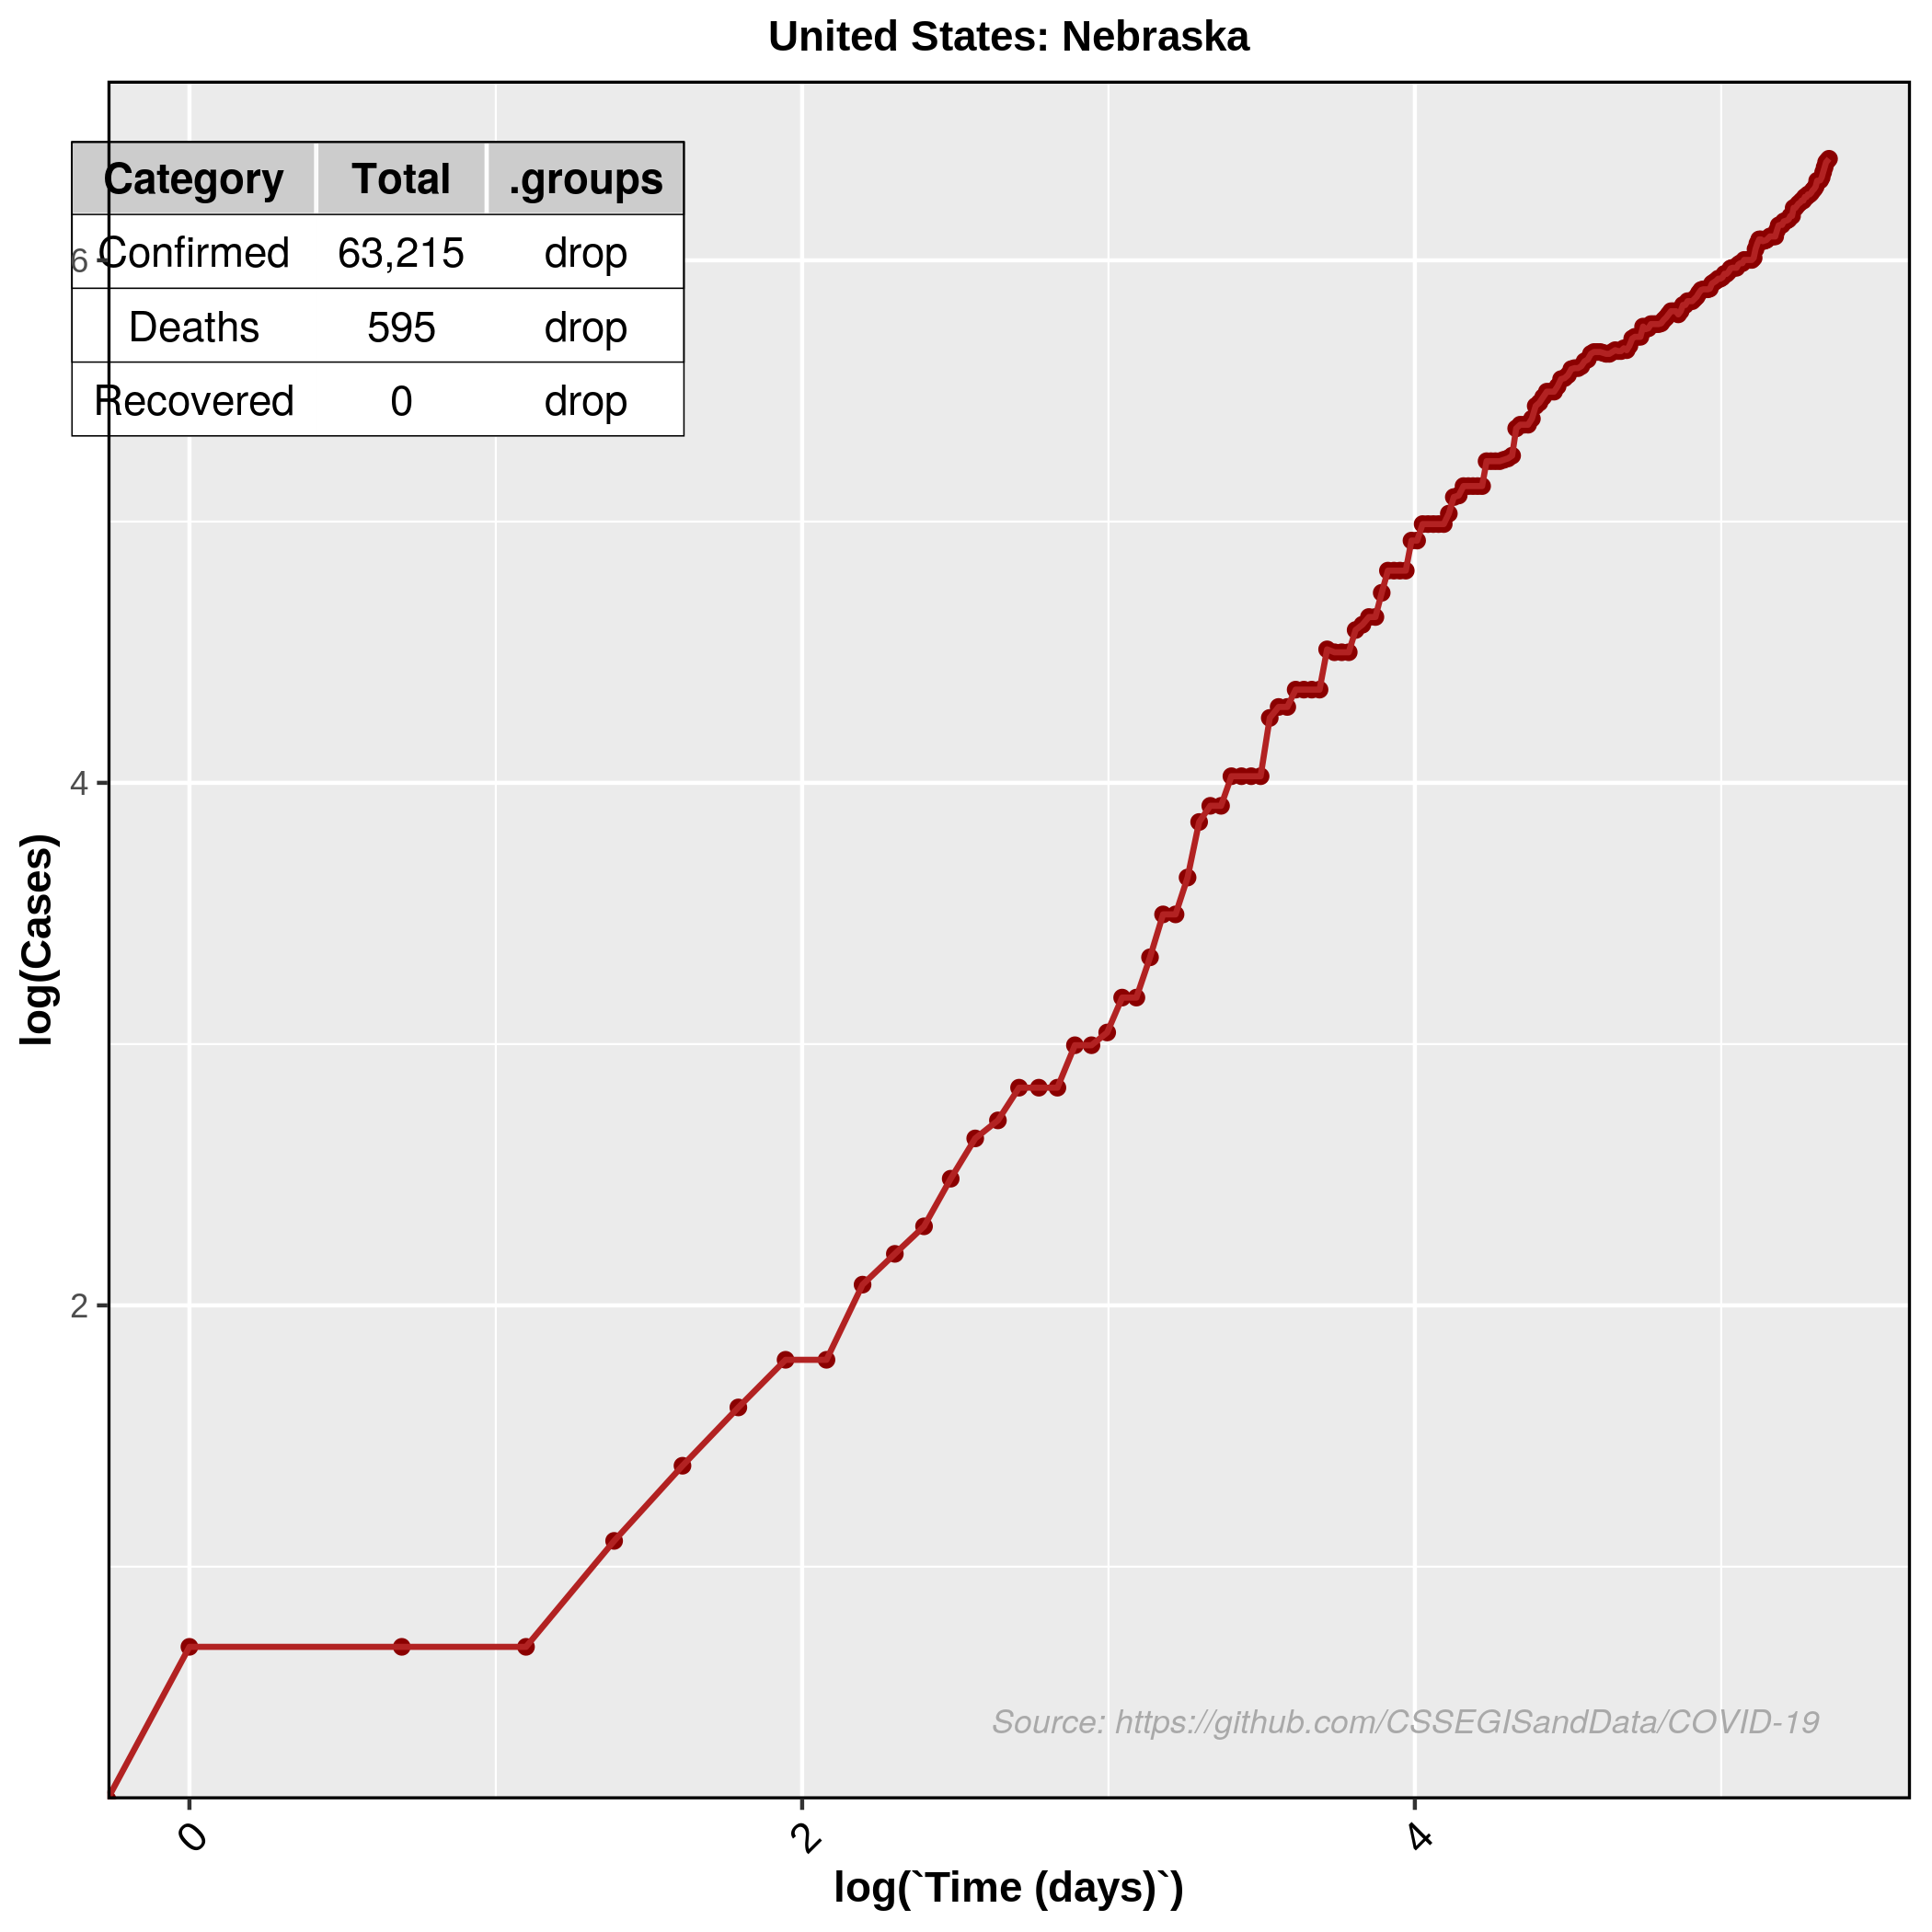 United States: Nebraska
Category Total .groups
Confirmed 63,215 drop
Deaths 595 drop
Recovered 0 drop
6
4
2
log(Cases)
0 2 4
log(`Time (days)`)
Source: https://github.com/CSSEGISandData/COVID-19